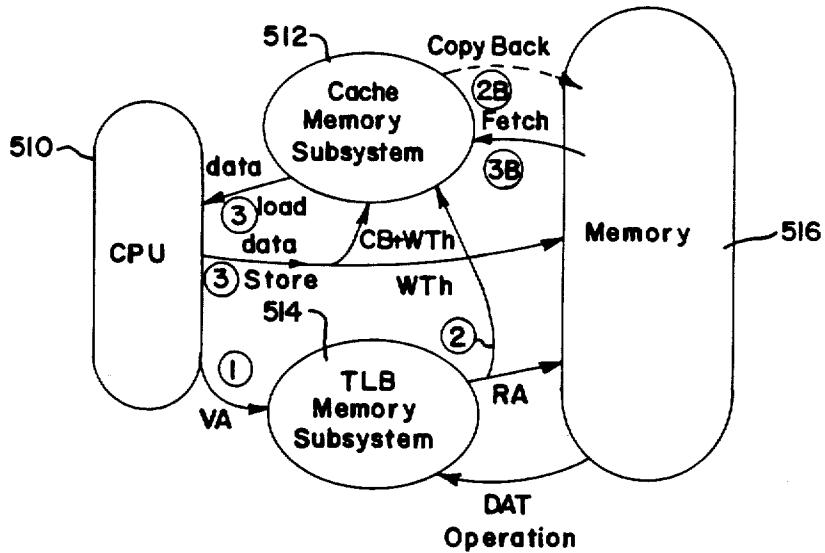 512
Copy Back
2B
Cache
Memory
Subsystem
Fetch
3B
510
data
3 load
data
CB+WTh
3 Store
WTh
CPU
Memory
516
514
2
1
TLB
Memory
Subsystem
RA
VA
DAT
Operation